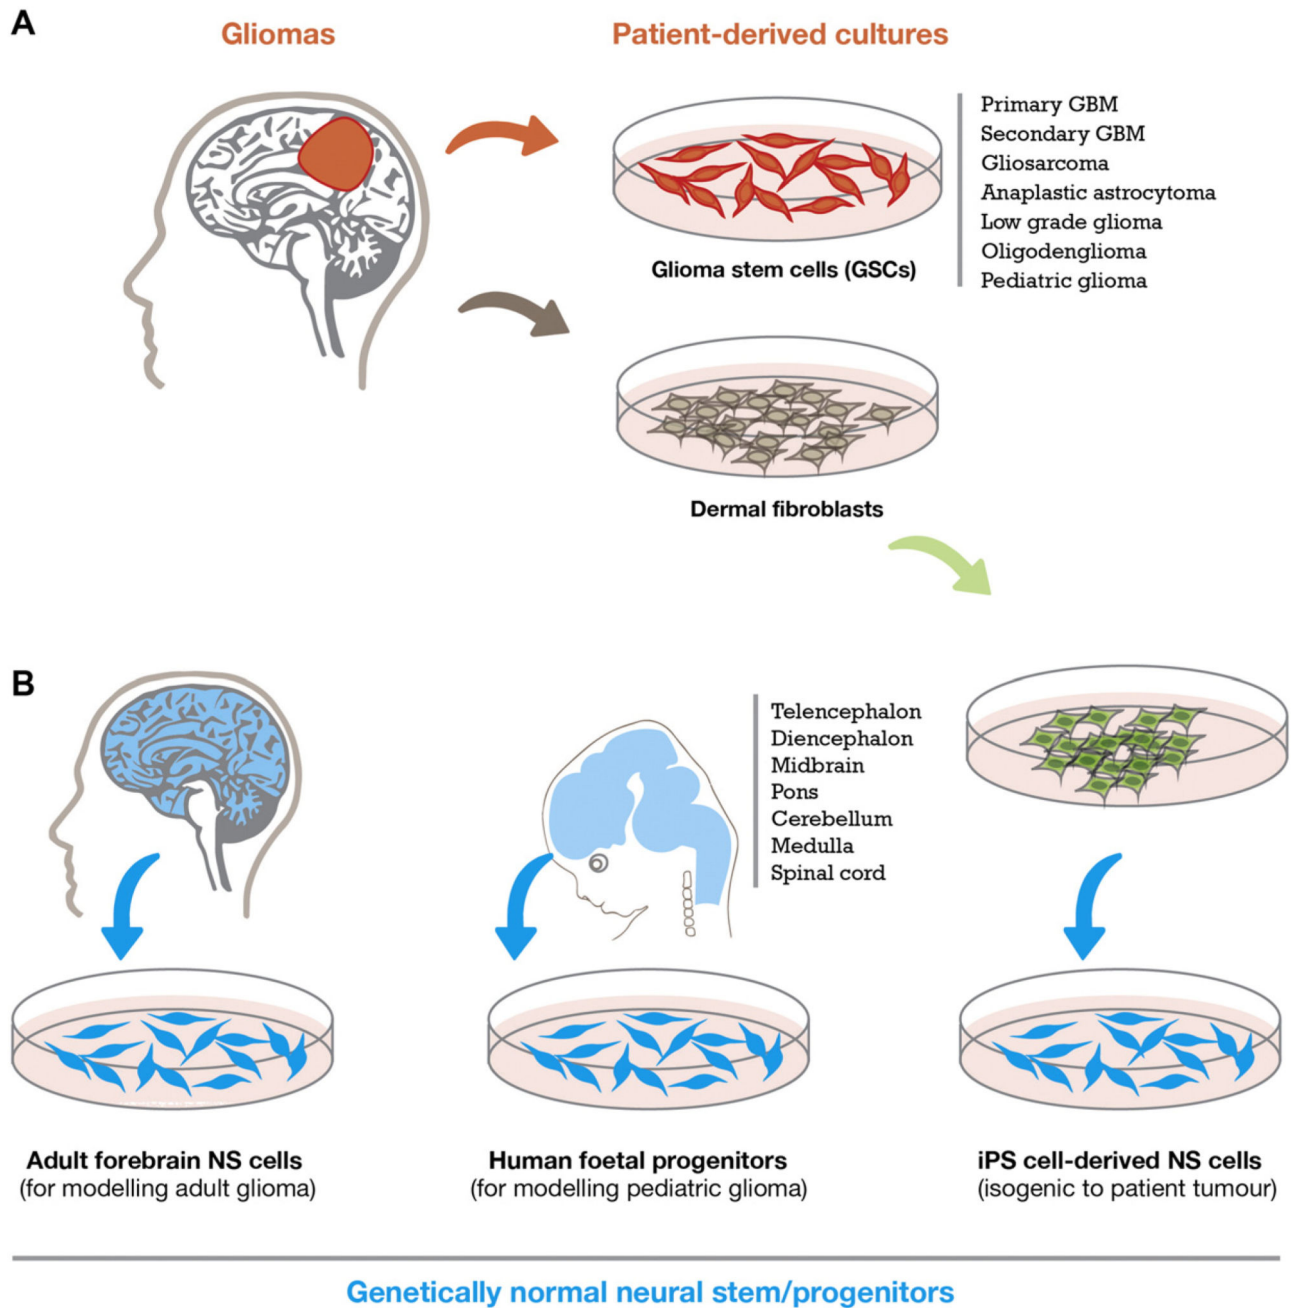 A
Gliomas
Patient-derived cultures
Primary GBM
Secondary GBM
Gliosarcoma
Anaplastic astrocytoma
Low grade glioma
Oligodenglioma
Pediatric glioma
Glioma stem cells (GSCs)
Dermal fibroblasts
B
Telencephalon
Diencephalon
Midbrain
Pons
Cerebellum
Medulla
Spinal cord
Adult forebrain NS cells
(for modelling adult glioma)
Human foetal progenitors
(for modelling pediatric glioma)
iPS cell-derived NS cells
(isogenic to patient tumour)
Genetically normal neural stem/progenitors